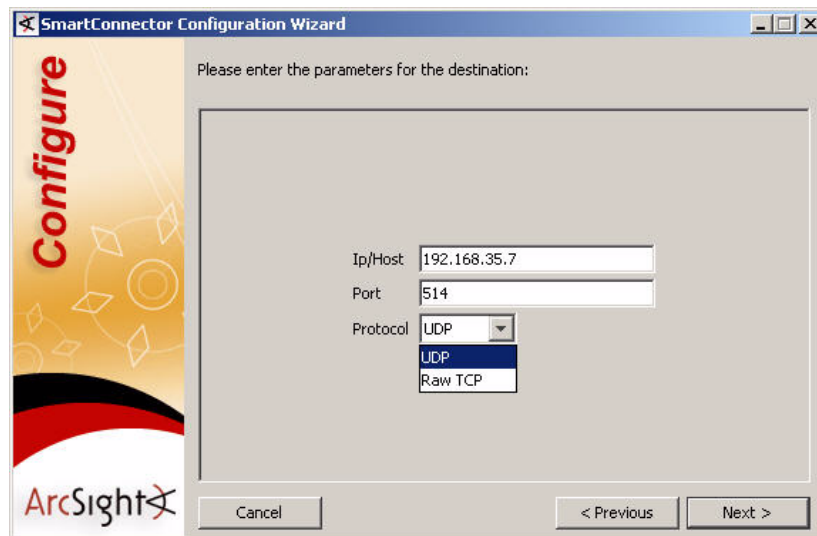 SmartConnector Configuration Wizard
Configure
Please enter the parameters for the destination:
Ip/Host 192.168.35.7
Port 514
Protocol UDP
UDP
Raw TCP
ArcSight
Cancel
< Previous
Next >